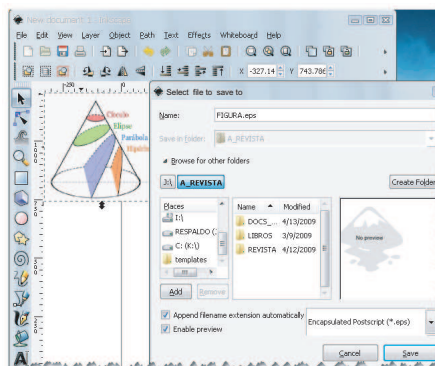 New document 1 - Inkscape
File Edit View Layer Object Path Text Effects Whiteboard Help
X -327.14 Y 743.786
Select file to save to
Name: FIGURA.eps
Save in folder: A_REVISTA
Browse for other folders
J:\ A_REVISTA
Create Folder
Places
I:\
RESPALDO (
C: (K:\)
templates
Add Remove
Name Modified
DOCS_... 4/13/2009
LIBROS 3/9/2009
REVISTA 4/12/2009
No preview
Append filename extension automatically
Enable preview
Encapsulated Postscript (*.eps)
Cancel Save
Círculo
Elipse
Parábola